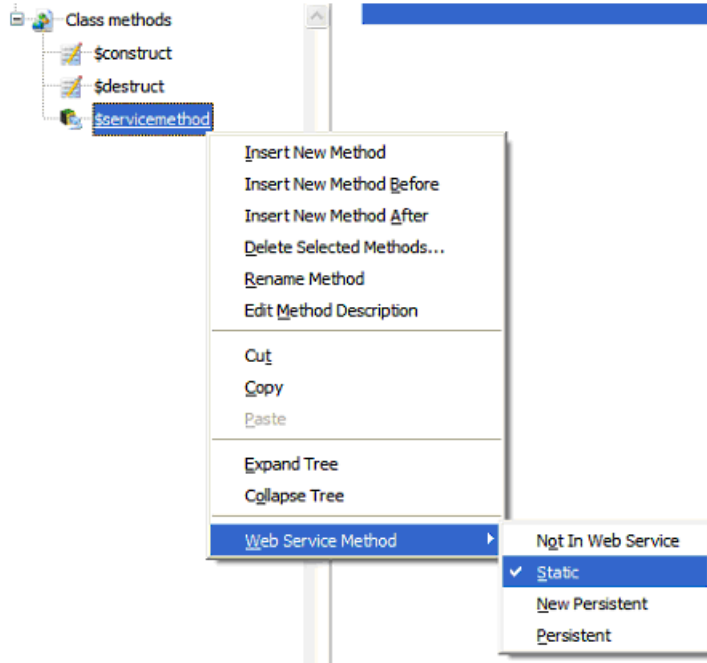 Class methods
$construct
$destruct
$servicemethod
Insert New Method
Insert New Method Before
Insert New Method After
Delete Selected Methods...
Rename Method
Edit Method Description
Cut
Copy
Paste
Expand Tree
Collapse Tree
Web Service Method
Not In Web Service
Static
New Persistent
Persistent